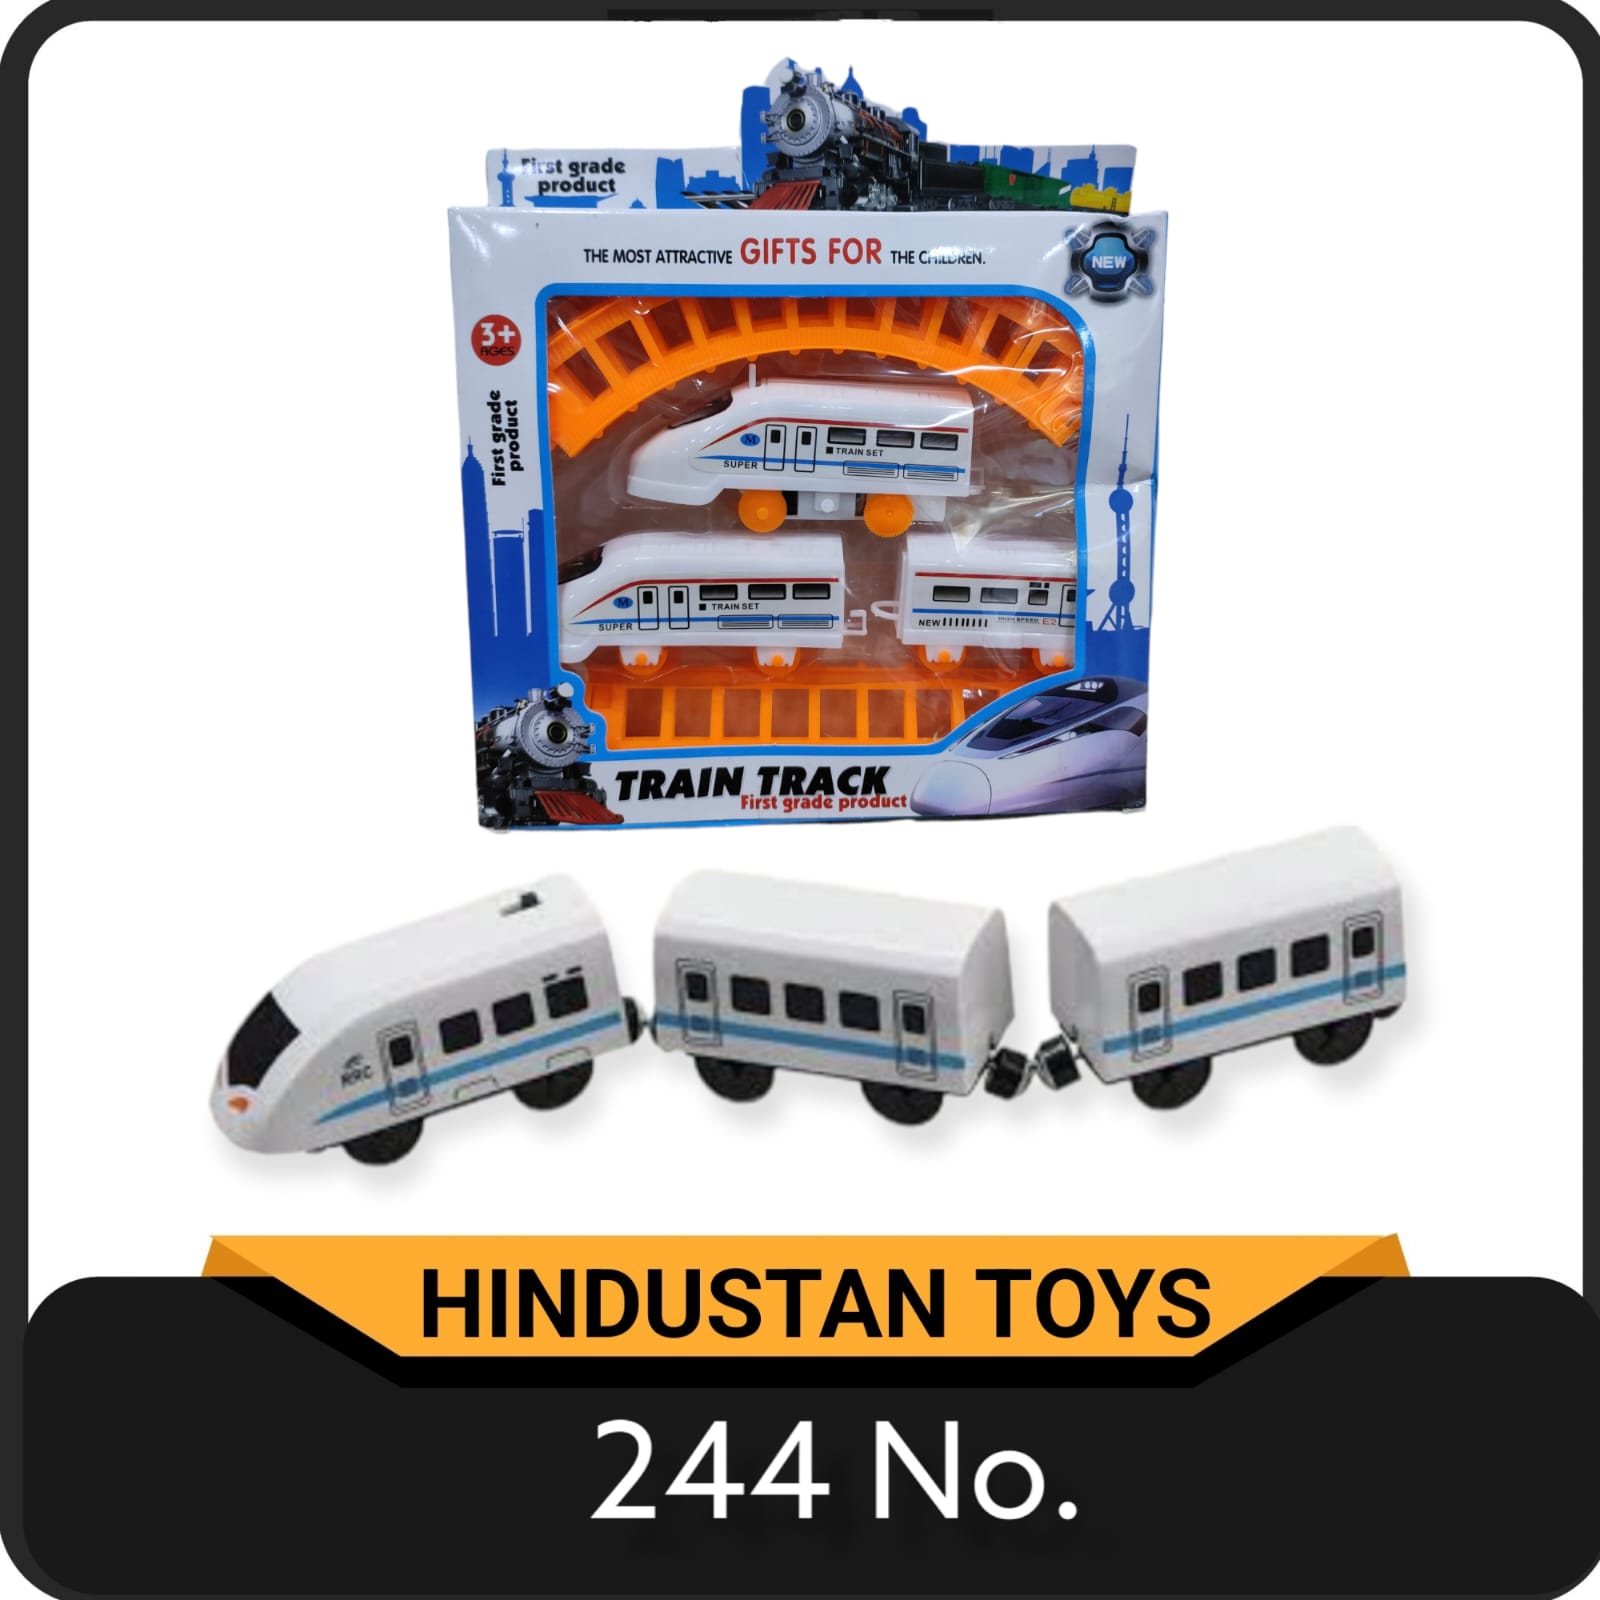 First grade
product
THE MOST ATTRACTIVE GIFTS FOR THE CHILDREN.
NEW
3+
AGES
First grade
product
M
SUPER
TRAIN SET
M
SUPER
TRAIN SET
NEW
HIGH SPEED E2
TRAIN TRACK
First grade product
RRC
HINDUSTAN TOYS
244 No.